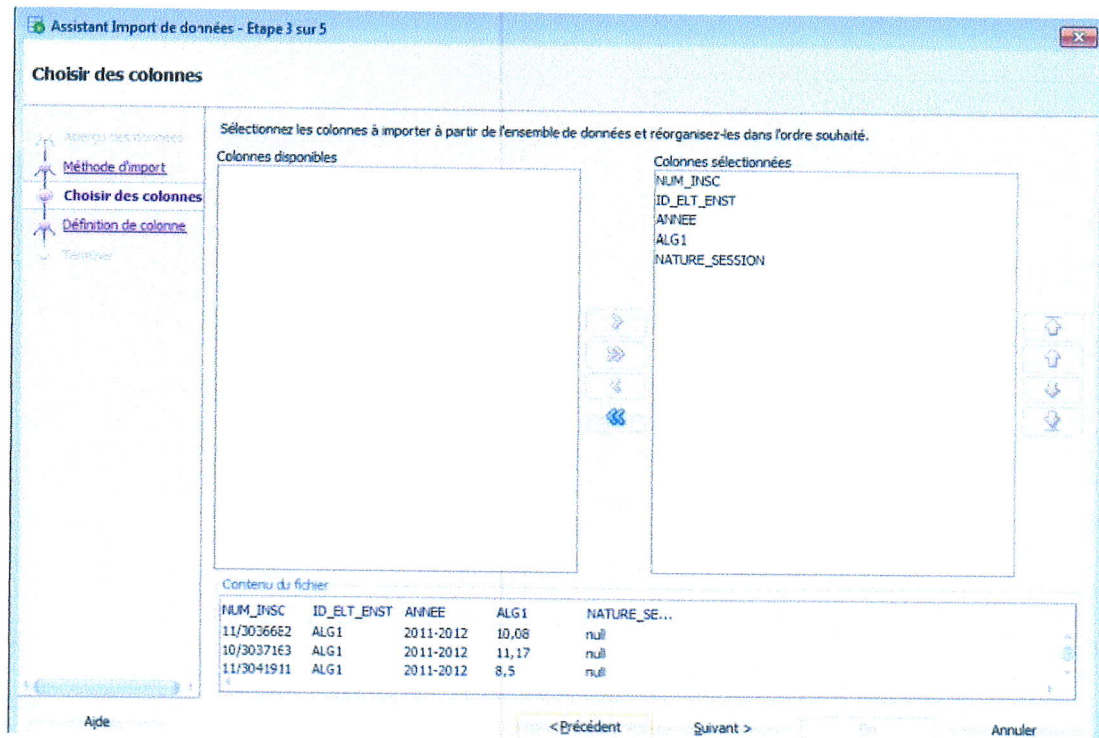 Assistant Import de données - Etape 3 sur 5
Choisir des colonnes
Aperçu des données
Méthode d'import
Choisir des colonnes
Définition de colonne
Terminer
Sélectionnez les colonnes à importer à partir de l'ensemble de données et réorganisez-les dans l'ordre souhaité.
Colonnes disponibles
Colonnes sélectionnées
NUM_INSC
ID_ELT_ENST
ANNEE
ALG1
NATURE_SESSION
Contenu du fichier
NUM_INSC ID_ELT_ENST ANNEE ALG1 NATURE_SE...
11/3036682 ALG1 2011-2012 10,08 null
10/3037163 ALG1 2011-2012 11,17 null
11/3041911 ALG1 2011-2012 8,5 null
Aide
<Précédent Suivant > Annuler